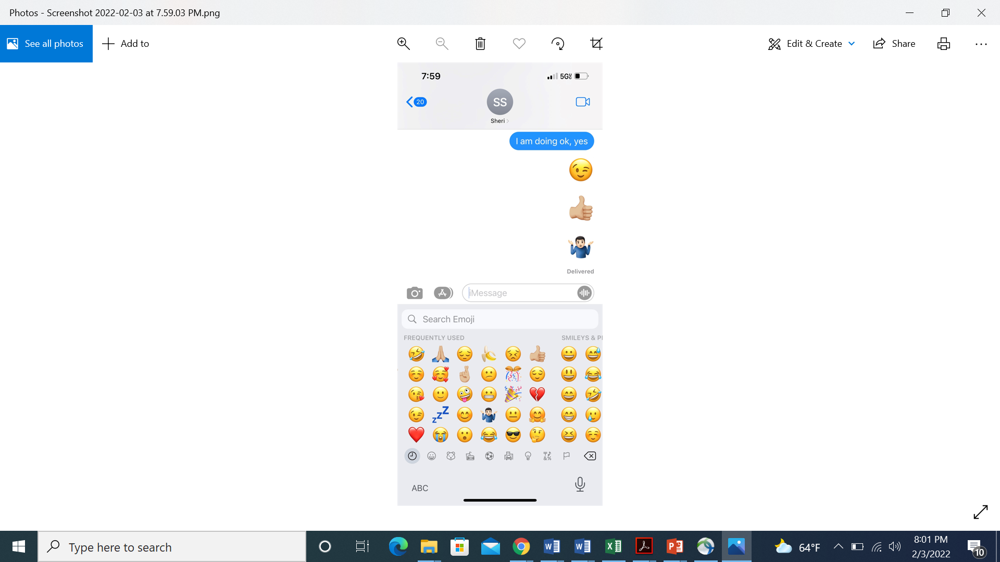 Photos - Screenshot 2022-02-03 at 7.59.03 PM.png
See all photos
Add to
Edit & Create
Share
7:59
5G UC
20
SS
Sheri
I am doing ok, yes
Delivered
iMessage
Search Emoji
FREQUENTLY USED
SMILEYS & P
ABC
Type here to search
64°F
8:01 PM
2/3/2022
10